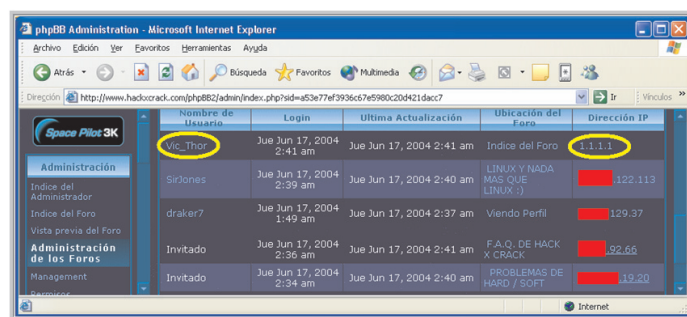 phpBB Administration - Microsoft Internet Explorer
Archivo Edición Ver Favoritos Herramientas Ayuda
Atrás Búsqueda Favoritos Multimedia
Dirección http://www.hackxcrack.com/phpBB2/admin/index.php?sid=a53e77ef3936c67e5980c20d421dacc7 Ir Vínculos »
Space Pilot 3K
Administración
Indice del
Administrador
Indice del Foro
Vista previa del Foro
Administración
de los Foros
Management
Permisos
Nombre de
Usuario
Login
Ultima Actualización
Ubicación del
Foro
Dirección IP
Vic_Thor
Jue Jun 17, 2004
2:41 am
Jue Jun 17, 2004 2:41 am
Indice del Foro
1.1.1.1
SirJones
Jue Jun 17, 2004
2:39 am
Jue Jun 17, 2004 2:40 am
LINUX Y NADA
MAS QUE
LINUX :)
.122.113
draker7
Jue Jun 17, 2004
1:49 am
Jue Jun 17, 2004 2:37 am
Viendo Perfil
129.37
Invitado
Jue Jun 17, 2004
2:36 am
Jue Jun 17, 2004 2:41 am
F.A.Q. DE HACK
X CRACK
.92.66
Invitado
Jue Jun 17, 2004
2:34 am
Jue Jun 17, 2004 2:40 am
PROBLEMAS DE
HARD / SOFT
.19.20
Internet